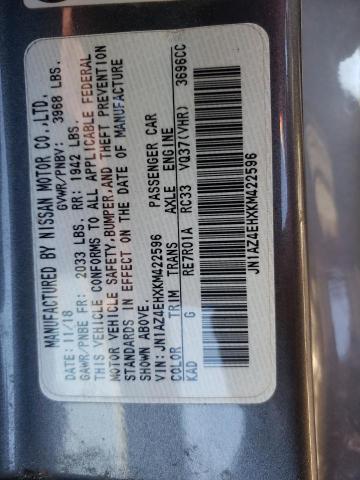 MANUFACTURED BY NISSAN MOTOR CO.,LTD.
DATE: 11/18 GVWR/PNBV: 3968 LBS.
GAWR/PNBE FR: 2033 LBS. RR: 1942 LBS.
THIS VEHICLE CONFORMS TO ALL APPLICABLE FEDERAL
MOTOR VEHICLE SAFETY,BUMPER,AND THEFT PREVENTION
STANDARDS IN EFFECT ON THE DATE OF MANUFACTURE
SHOWN ABOVE.
VIN:JN1AZ4EHXKM422596 PASSENGER CAR
COLOR TRIM TRANS AXLE ENGINE
KAD G RE7R01A RC33 VQ37(VHR) 3696CC
JN1AZ4EHXKM422596